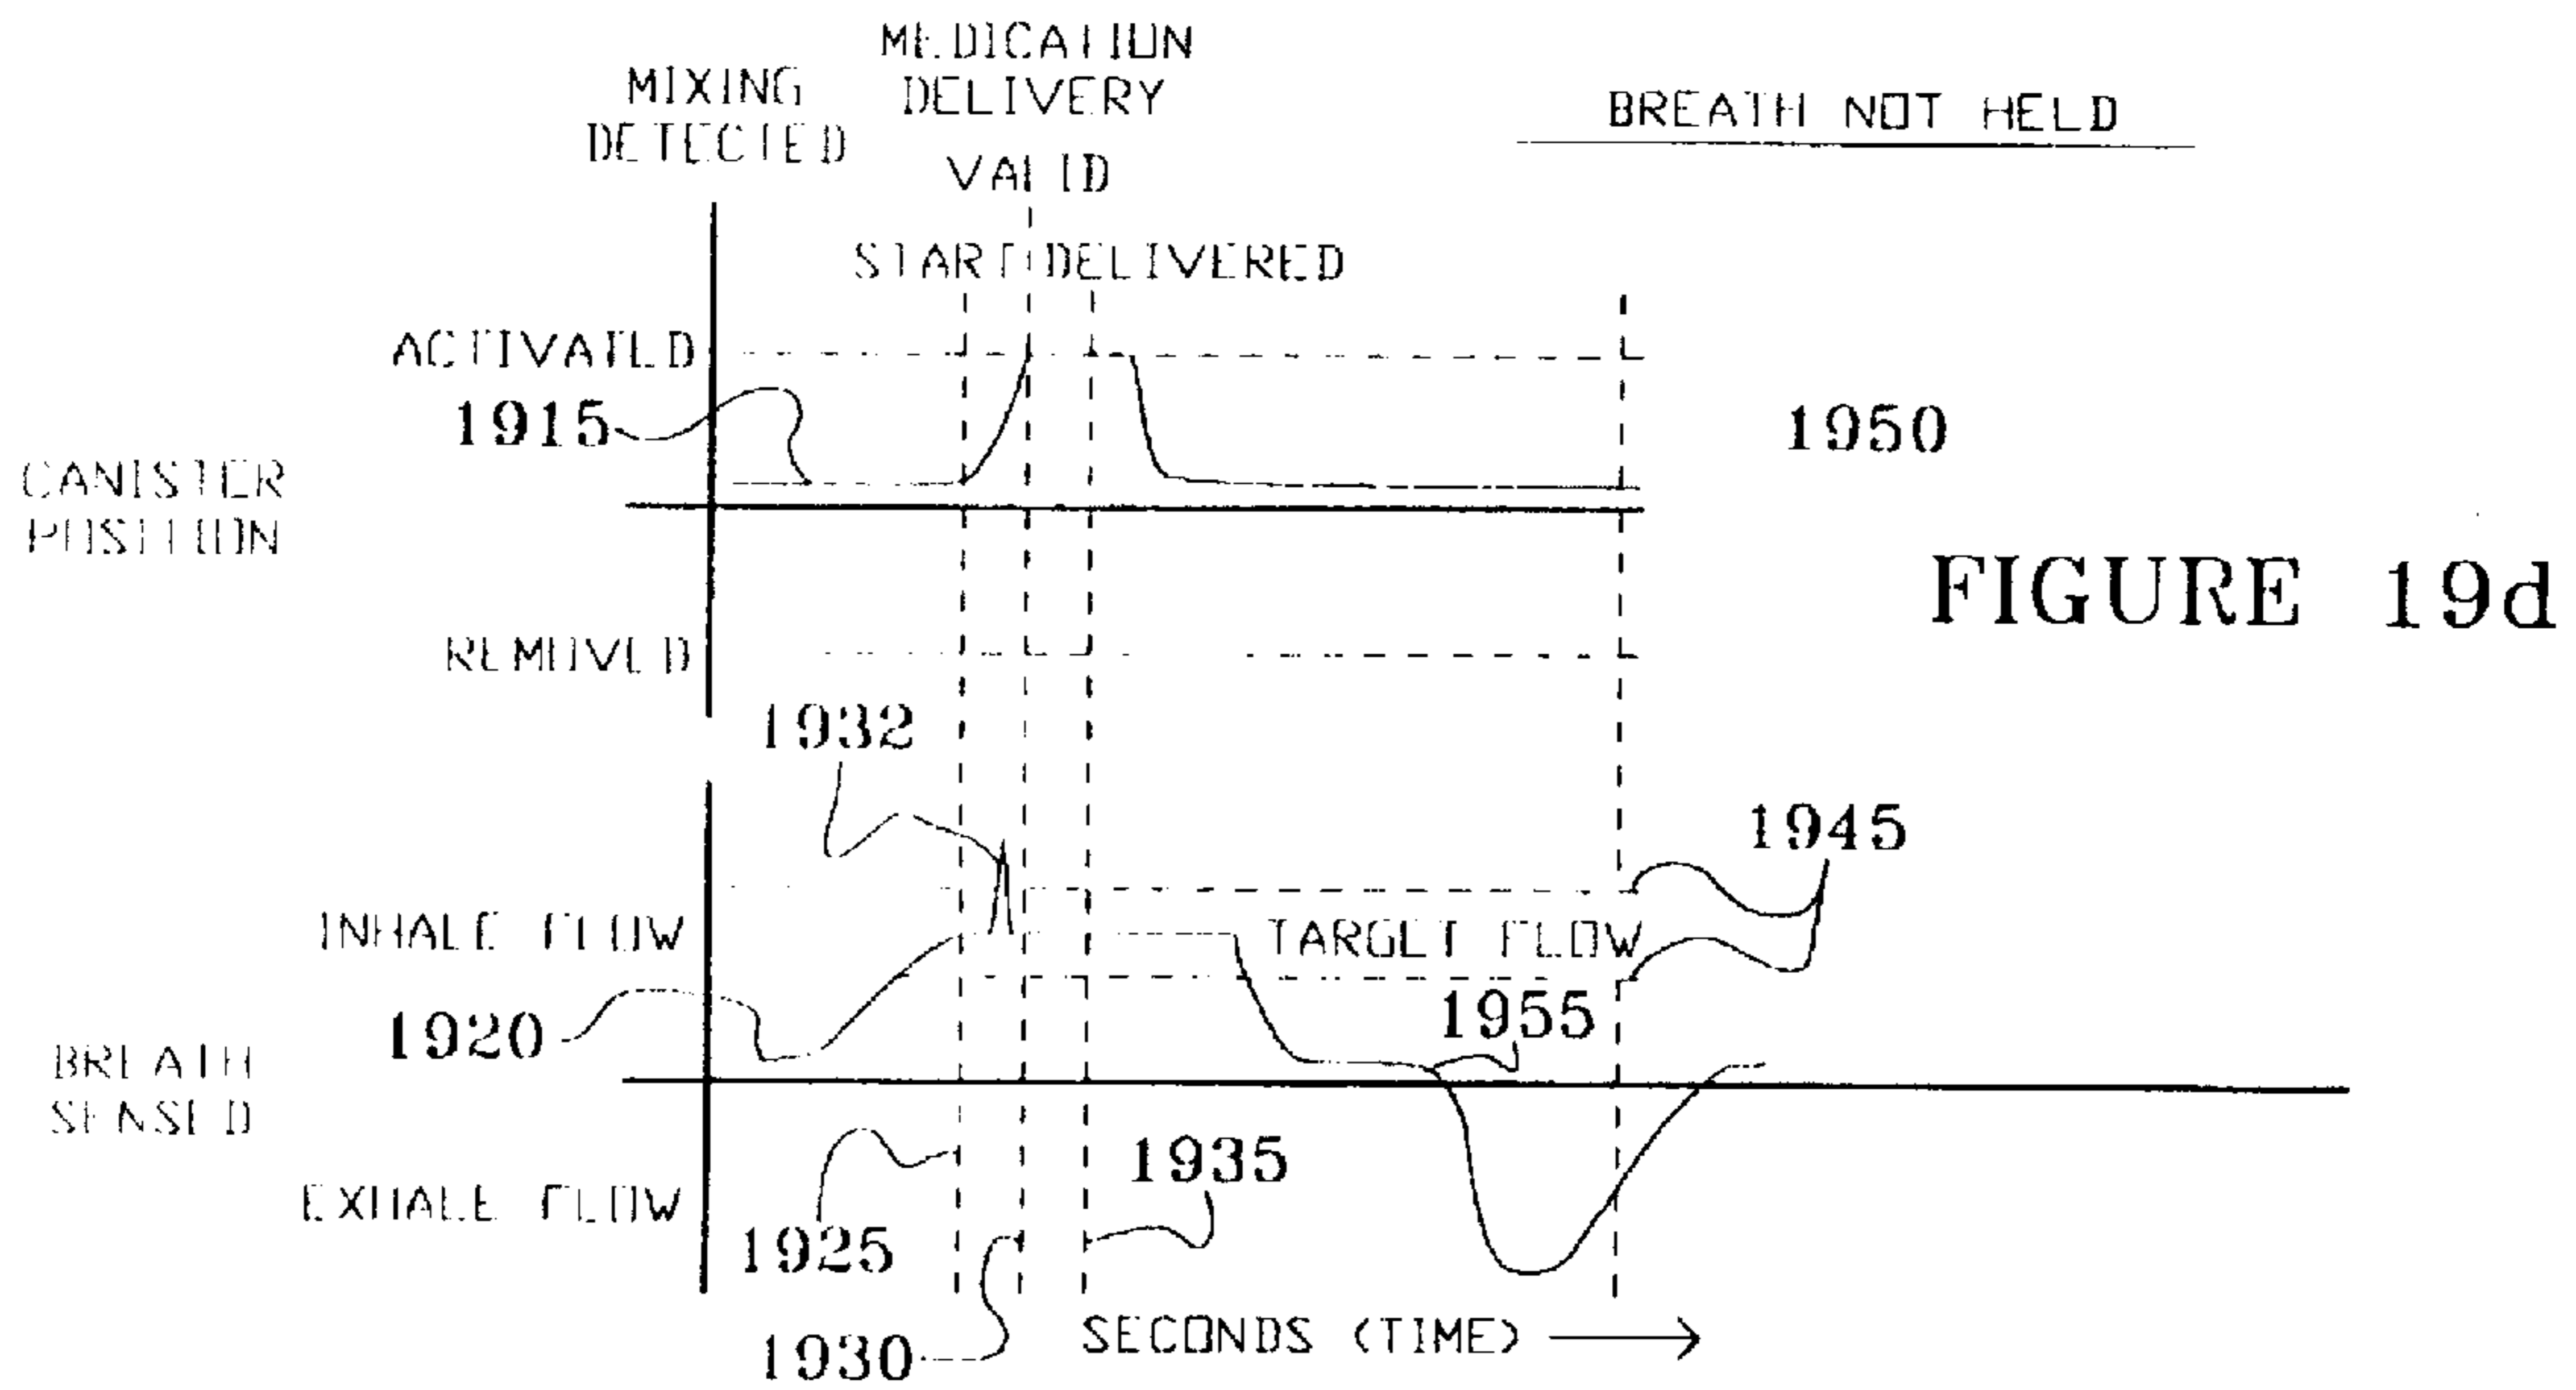 MEDICATION
MIXING
DELIVERY
BREATH NOT HELD
DETECTED
VALID
START DELIVERED
ACTIVATED
1915
1950
CANISTER
POSITION
FIGURE 19d
REMOVED
1932
1945
INHALE FLOW
TARGET FLOW
1955
1920
BREATH
SENSED
1935
EXHALE FLOW
1925
SECONDS (TIME)
1930